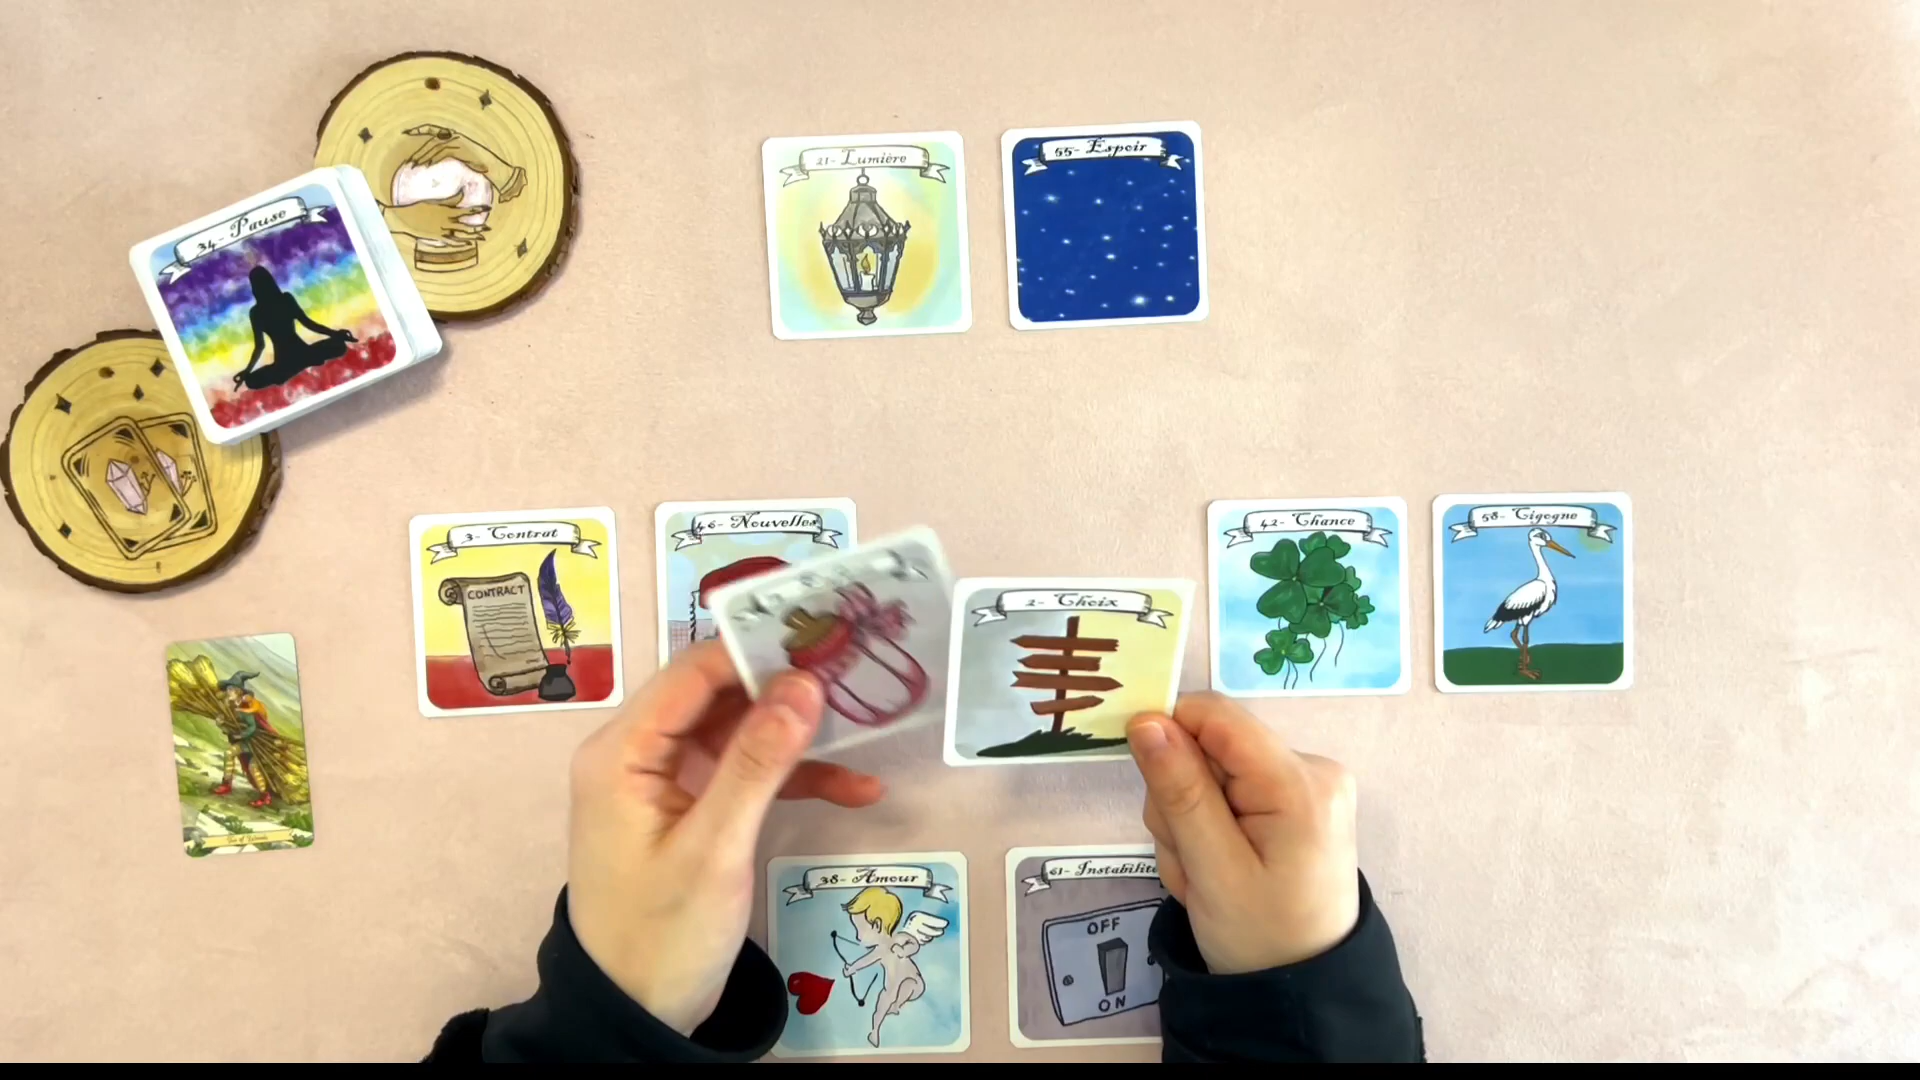 21- Lumière
55- Espoir
34- Pause
3- Contrat
CONTRACT
46- Nouvelles
2- Choix
42- Chance
58- Cigogne
38- Amour
61- Instabilité
OFF
ON